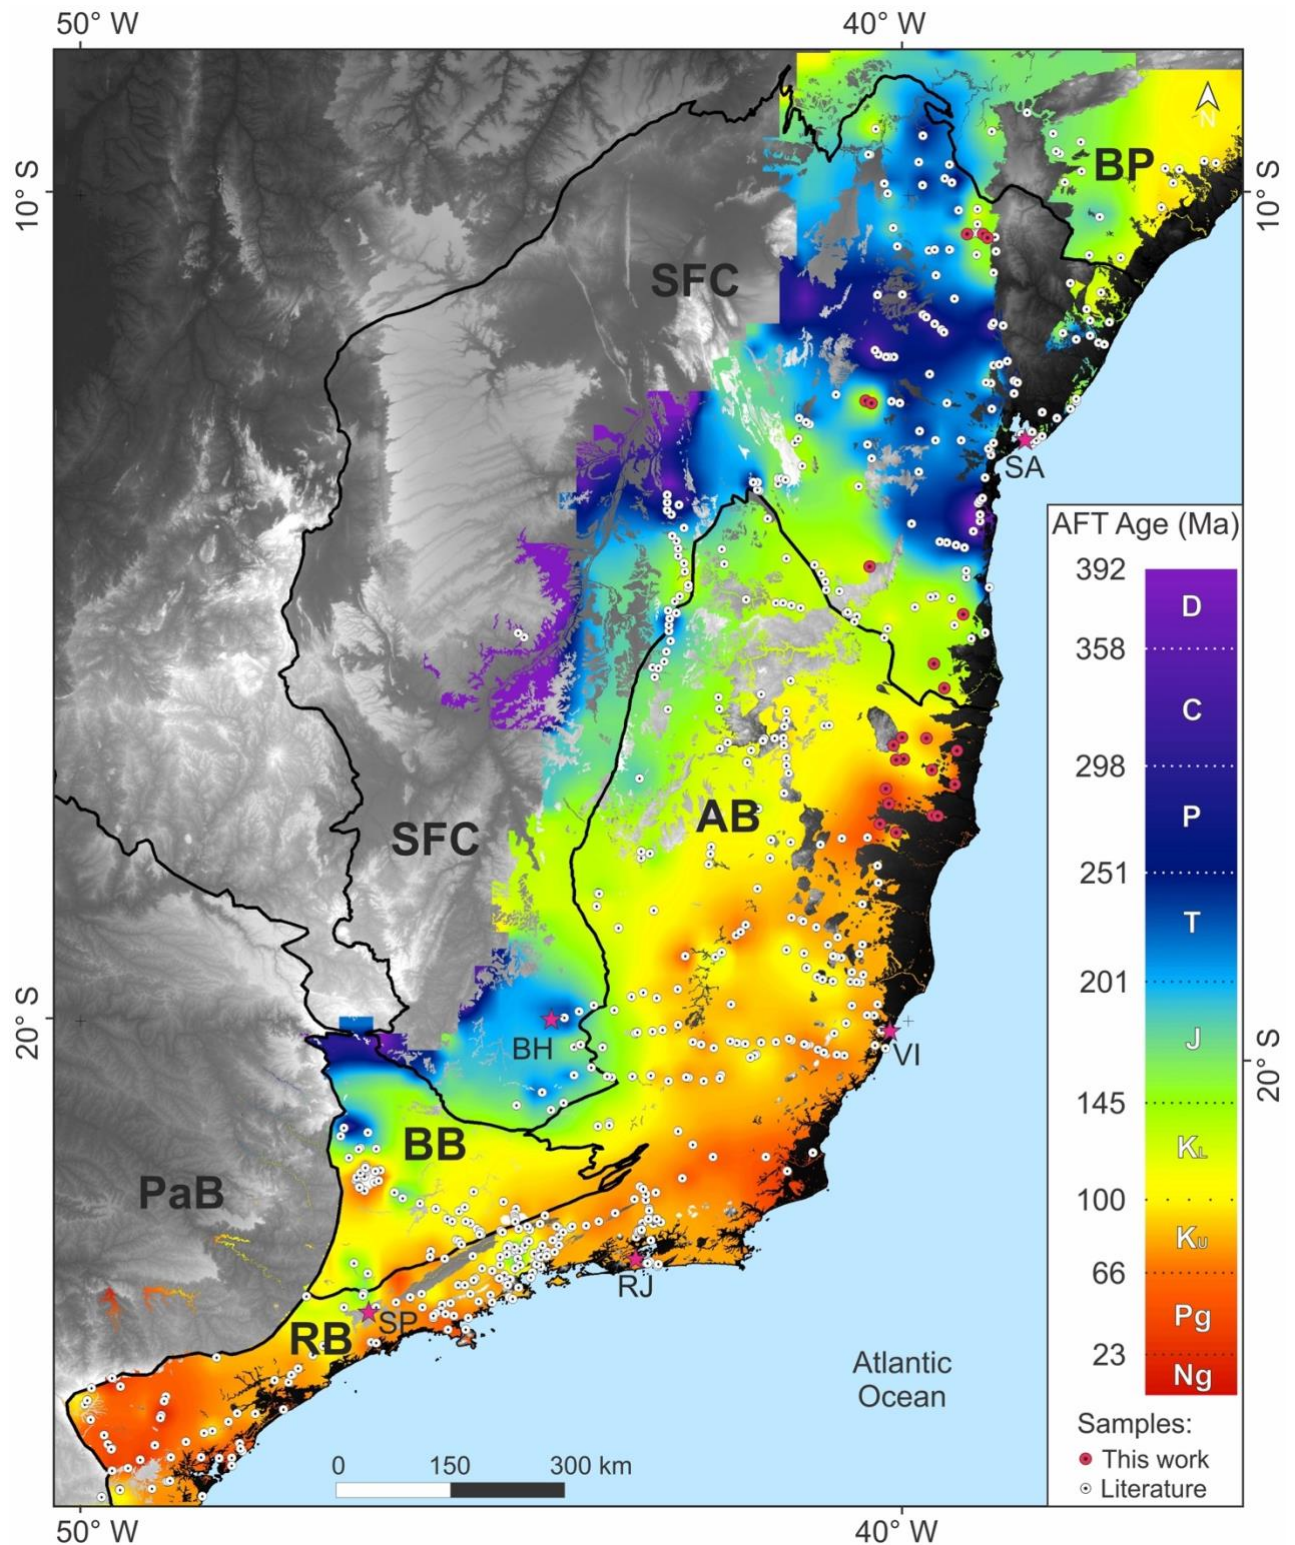 50° W
40° W
N
BP
10° S
10° S
SFC
SA
AFT Age (Ma)
392
D
358
C
298
P
251
T
201
J
145
KL
100
KU
66
Pg
23
Ng
AB
SFC
20° S
BH
VI
20° S
BB
PaB
RJ
SP
RB
Atlantic
Ocean
Samples:
This work
Literature
0 150 300 km
50° W
40° W